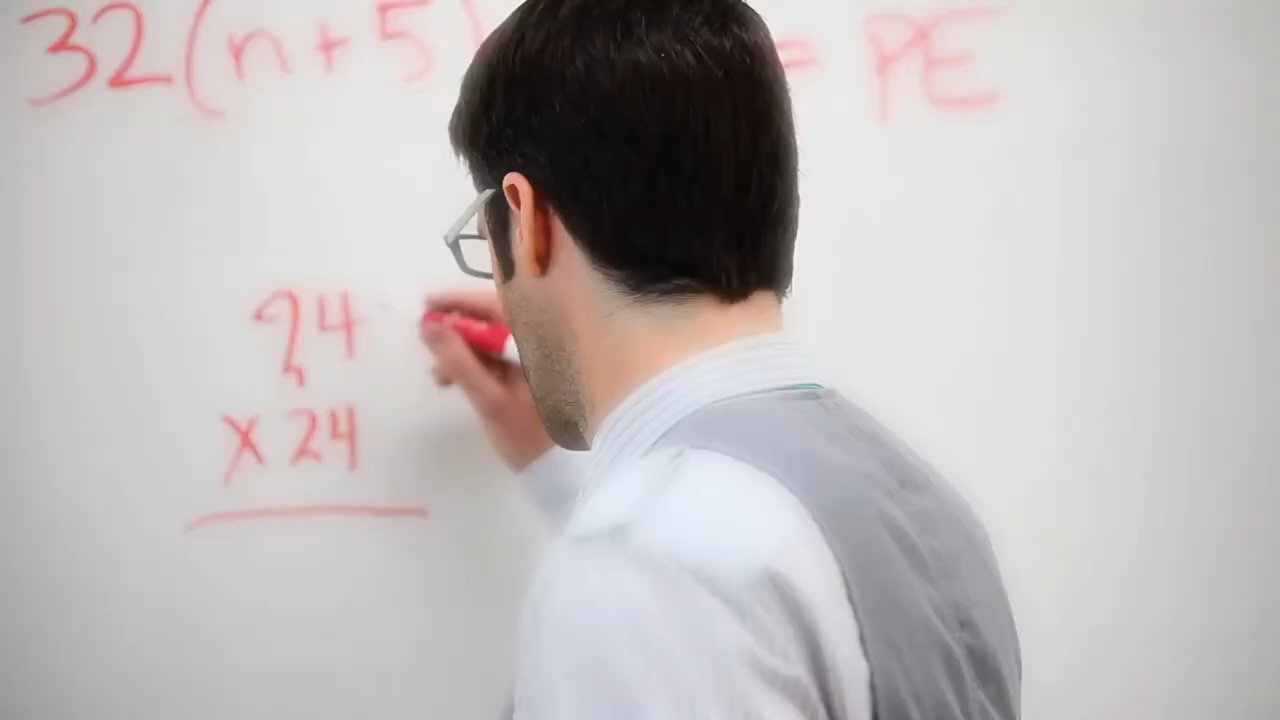 32(n+5) = PE
24
x 24